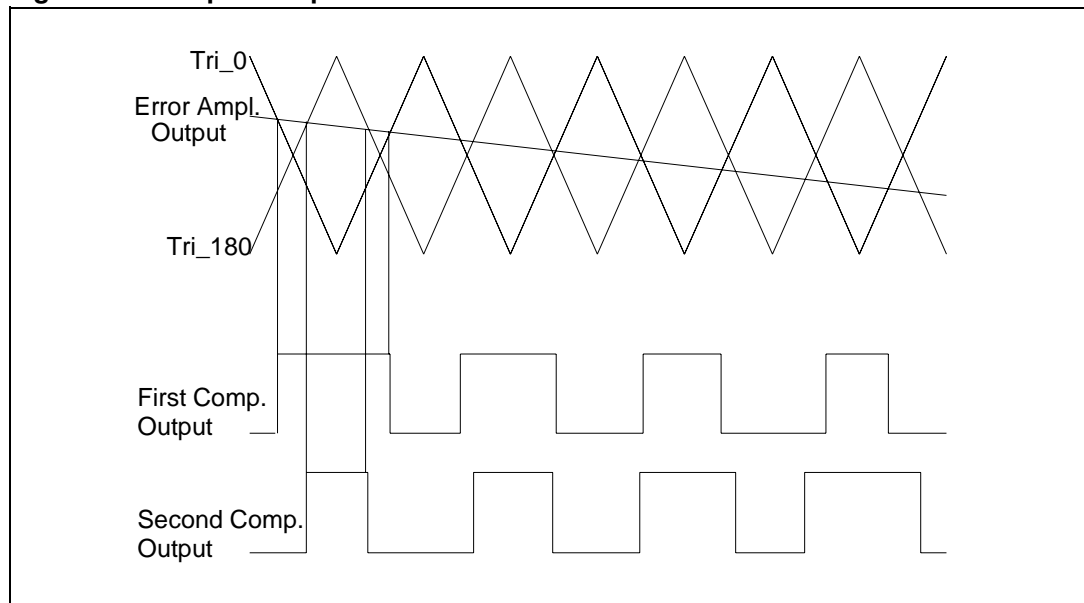 Tri_0
Error Ampl.
Output
Tri_180
First Comp.
Output
Second Comp.
Output